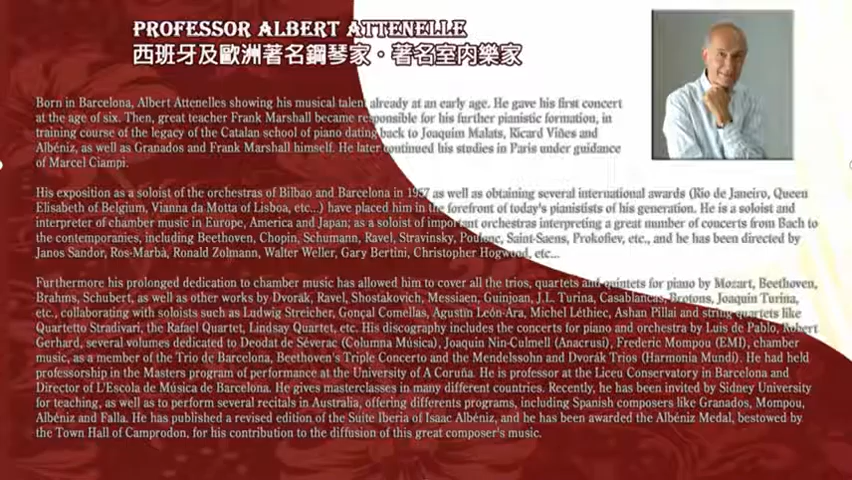 PROFESSOR ALBERT ATTENELLE
西班牙及歐洲著名鋼琴家·著名室內樂家
Born in Barcelona, Albert Attenelles showing his musical talent already at an early age. He gave his first concert
at the age of six. Then, great teacher Frank Marshall became responsible for his further pianistic formation, in
training course of the legacy of the Catalan school of piano dating back to Joaquim Malats, Ricard Viñes and
Albéniz, as well as Granados and Frank Marshall himself. He later continued his studies in Paris under guidance
of Marcel Ciampi.
His exposition as a soloist of the orchestras of Bilbao and Barcelona in 1957 as well as obtaining several international awards (Rio de Janeiro, Queen
Elisabeth of Belgium, Vianna da Motta of Lisboa, etc...) have placed him in the forefront of today's pianistists of his generation. He is a soloist and
interpreter of chamber music in Europe, America and Japan; as a soloist of important orchestras interpreting a great number of concerts from Bach to
the contemporanies, including Beethoven, Chopin, Schumann, Ravel, Stravinsky, Poulenc, Saint-Saens, Prokofiev, etc., and he has been directed by
Janos Sandor, Ros-Marbà, Ronald Zolmann, Walter Weller, Gary Bertini, Christopher Hogwood, etc...
Furthermore his prolonged dedication to chamber music has allowed him to cover all the trios, quartets and quintets for piano by Mozart, Beethoven,
Brahms, Schubert, as well as other works by Dvorák, Ravel, Shostakovich, Messiaen, Guinjoan, J.L. Turina, Casablancas, Brotons, Joaquin Turina,
etc., collaborating with soloists such as Ludwig Streicher, Gonçal Comellas, Agustín León-Ara, Michel Léthiec, Ashan Pillai and string quartets like
Quartetto Stradivari, the Rafael Quartet, Lindsay Quartet, etc. His discography includes the concerts for piano and orchestra by Luis de Pablo, Robert
Gerhard, several volumes dedicated to Deodat de Séverac (Columna Música), Joaquin Nin-Culmell (Anacrusi), Frederic Mompou (EMI), chamber
music, as a member of the Trio de Barcelona, Beethoven's Triple Concerto and the Mendelssohn and Dvorák Trios (Harmonia Mundi). He had held
professorship in the Masters program of performance at the University of A Coruña. He is professor at the Liceu Conservatory in Barcelona and
Director of L'Escola de Música de Barcelona. He gives masterclasses in many different countries. Recently, he has been invited by Sidney University
for teaching, as well as to perform several recitals in Australia, offering differents programs, including Spanish composers like Granados, Mompou,
Albéniz and Falla. He has published a revised edition of the Suite Iberia of Isaac Albéniz, and he has been awarded the Albéniz Medal, bestowed by
the Town Hall of Camprodon, for his contribution to the diffusion of this great composer's music.